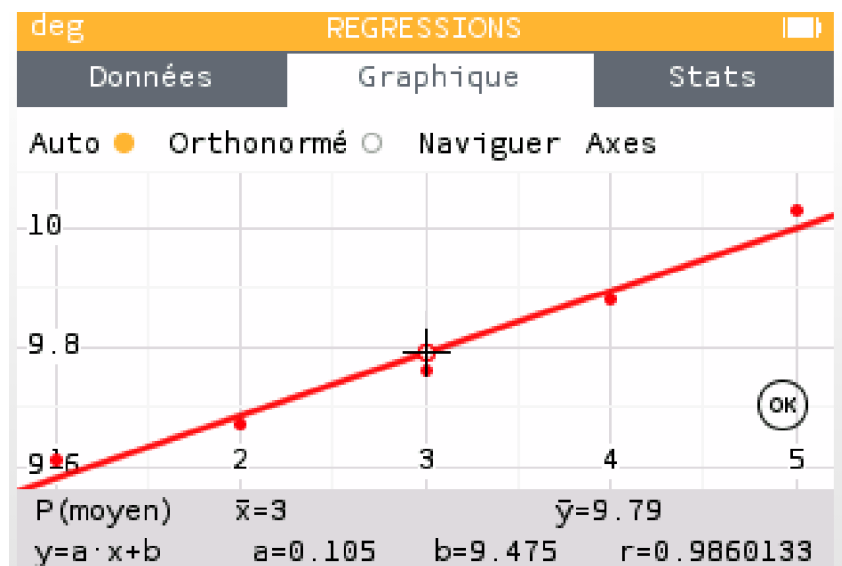 deg REGRESSIONS
Données Graphique Stats
Auto Orthonormé Naviguer Axes
10
9.8
9.6 2 3 4 5
OK
P(moyen) x̄=3 ȳ=9.79
y=a·x+b a=0.105 b=9.475 r=0.9860133